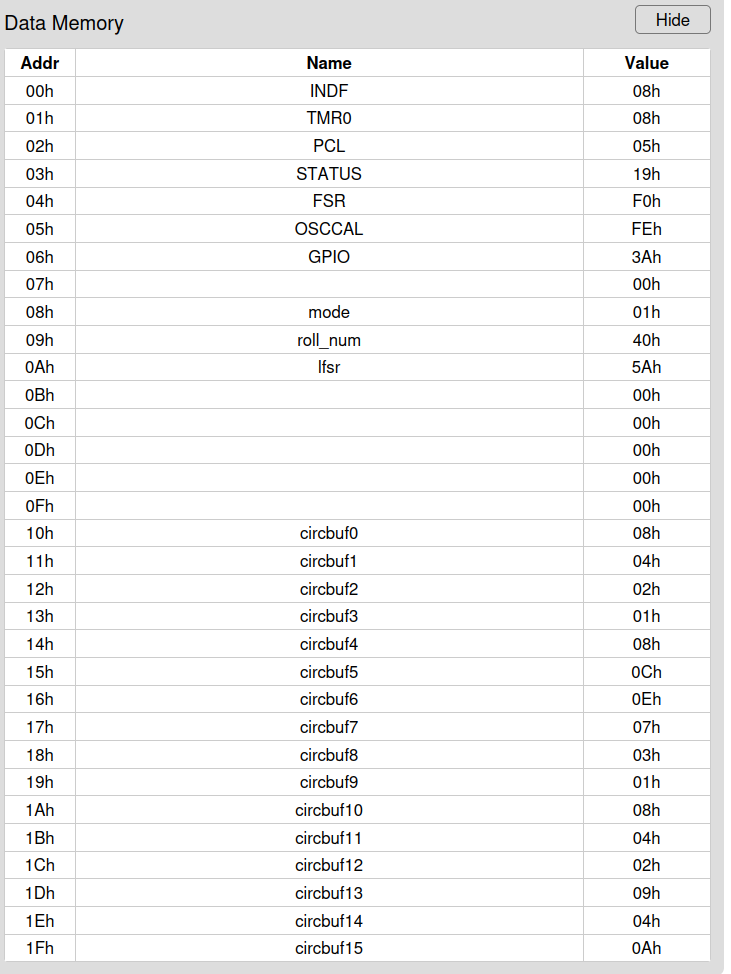 Data Memory Hide
Addr Name Value
00h INDF 08h
01h TMR0 08h
02h PCL 05h
03h STATUS 19h
04h FSR F0h
05h OSCCAL FEh
06h GPIO 3Ah
07h 00h
08h mode 01h
09h roll_num 40h
0Ah lfsr 5Ah
0Bh 00h
0Ch 00h
0Dh 00h
0Eh 00h
0Fh 00h
10h circbuf0 08h
11h circbuf1 04h
12h circbuf2 02h
13h circbuf3 01h
14h circbuf4 08h
15h circbuf5 0Ch
16h circbuf6 0Eh
17h circbuf7 07h
18h circbuf8 03h
19h circbuf9 01h
1Ah circbuf10 08h
1Bh circbuf11 04h
1Ch circbuf12 02h
1Dh circbuf13 09h
1Eh circbuf14 04h
1Fh circbuf15 0Ah